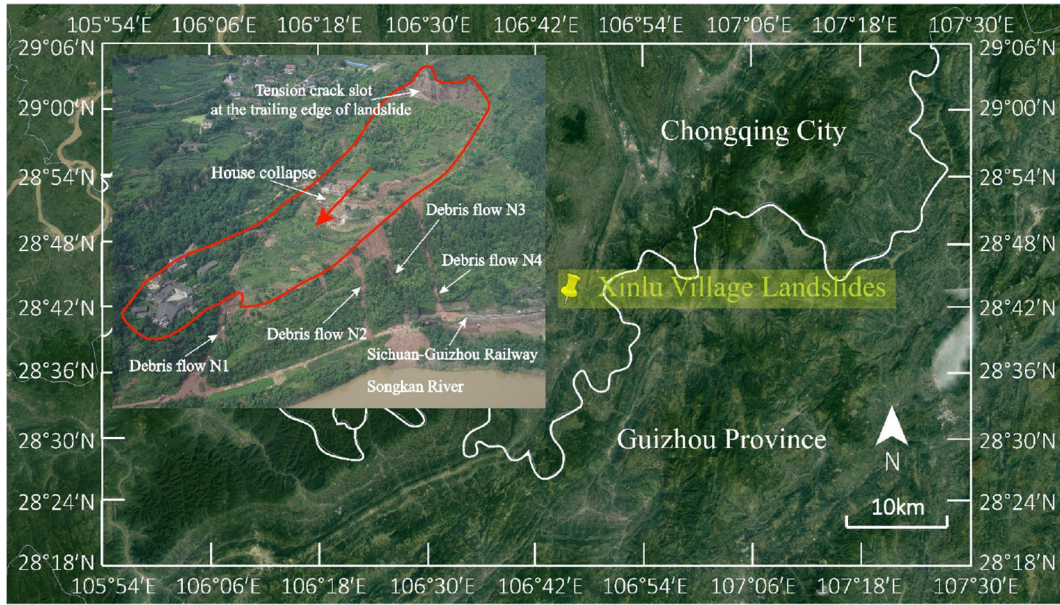 105°54′E 106°06′E 106°18′E 106°30′E 106°42′E 106°54′E 107°06′E 107°18′E 107°30′E
29°06′N 29°06′N
Tension crack slot
at the trailing edge of landslide
29°00′N 29°00′N
Chongqing City
House collapse
28°54′N 28°54′N
Debris flow N3
28°48′N 28°48′N
Debris flow N4
Xinlu Village Landslides
28°42′N 28°42′N
Debris flow N2
Debris flow N1
Sichuan-Guizhou Railway
28°36′N 28°36′N
Songkan River
Guizhou Province
28°30′N 28°30′N
N
28°24′N 28°24′N
10km
28°18′N 28°18′N
105°54′E 106°06′E 106°18′E 106°30′E 106°42′E 106°54′E 107°06′E 107°18′E 107°30′E